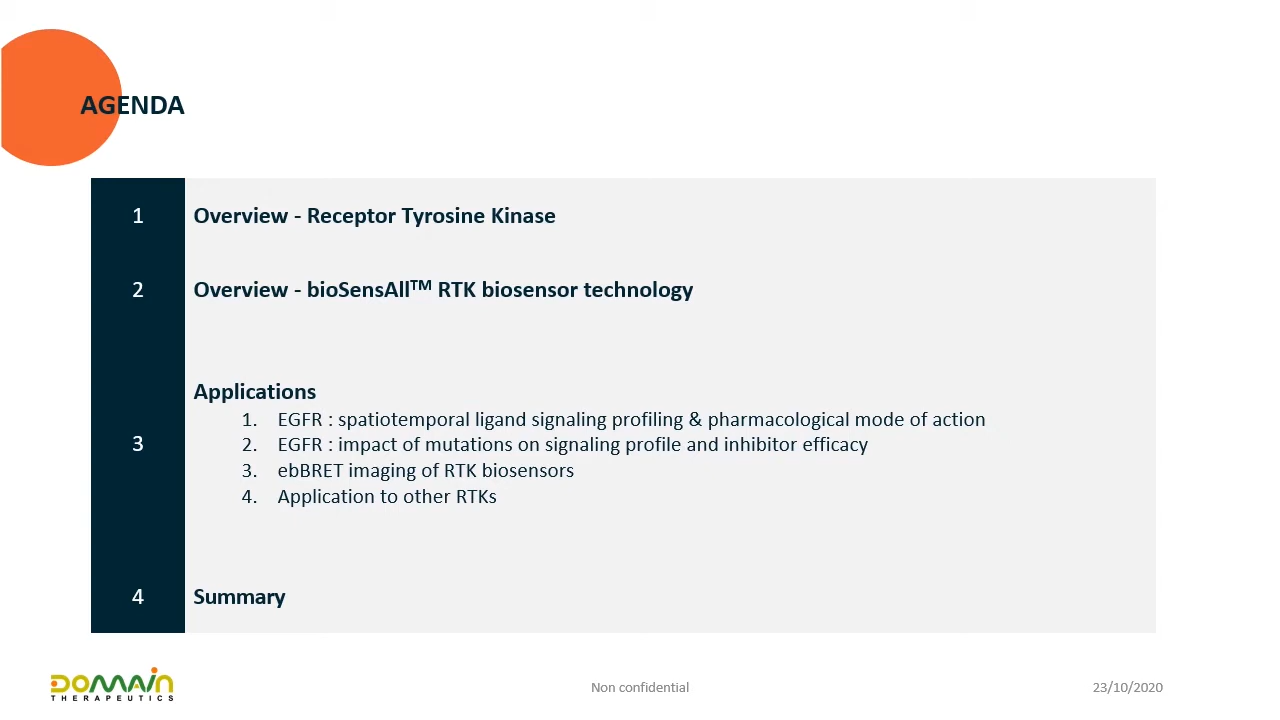 AGENDA
1 Overview - Receptor Tyrosine Kinase
2 Overview - bioSensAll™ RTK biosensor technology
Applications
1. EGFR : spatiotemporal ligand signaling profiling & pharmacological mode of action
3
2. EGFR : impact of mutations on signaling profile and inhibitor efficacy
3. ebBRET imaging of RTK biosensors
4. Application to other RTKs
4 Summary
DOMAIN
THERAPEUTICS
Non confidential
23/10/2020